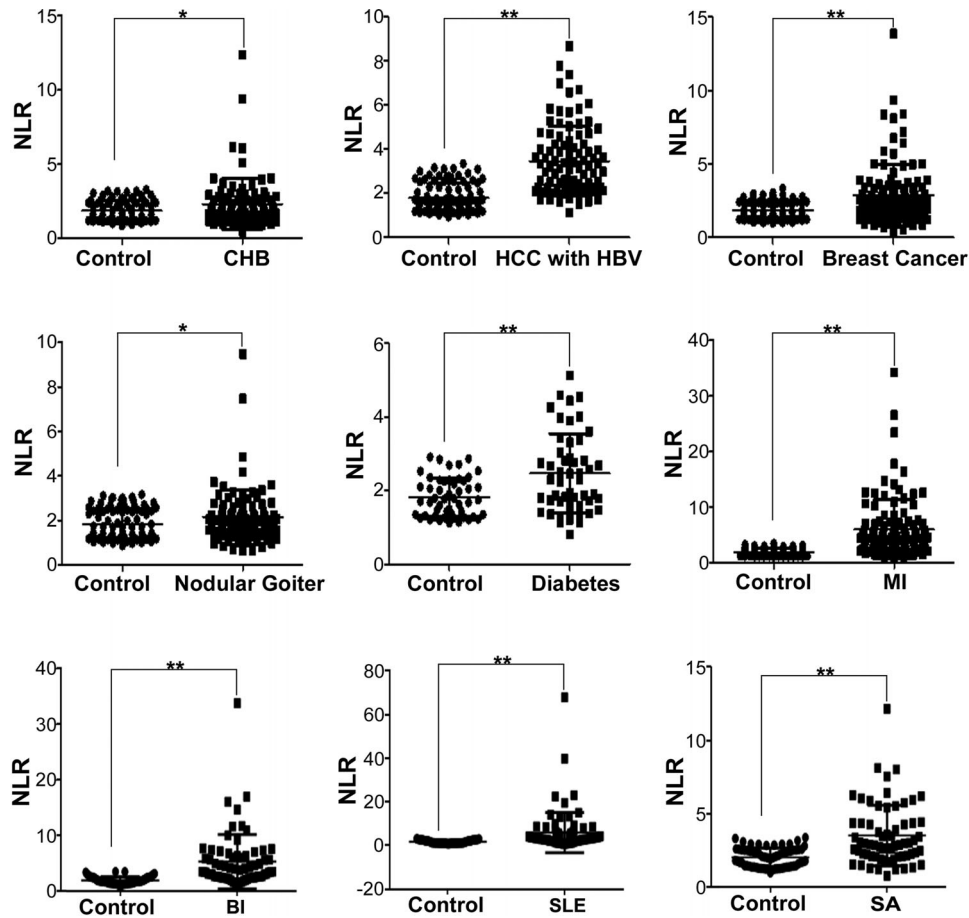 * ** **
15 10 15
8
10 10
NLR NLR 6 NLR
5 4 5
2
0 0 0
Control CHB Control HCC with HBV Control Breast Cancer
* ** **
10 6 40
8
30
NLR 6 NLR 4 NLR
20
4
2
2 10
0 0 0
Control Nodular Goiter Control Diabetes Control MI
** ** **
40 80 15
60
30
10
NLR 20 NLR 40 NLR
20
10 5
0
0 -20 0
Control BI Control SLE Control SA